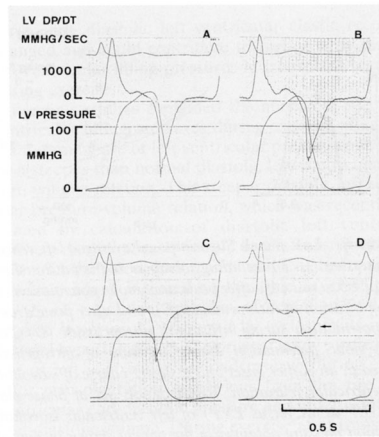 LV DP/DT
MMHG/SEC
A
B
1000
0
LV PRESSURE
100
MMHG
0
C
D
0.5 S